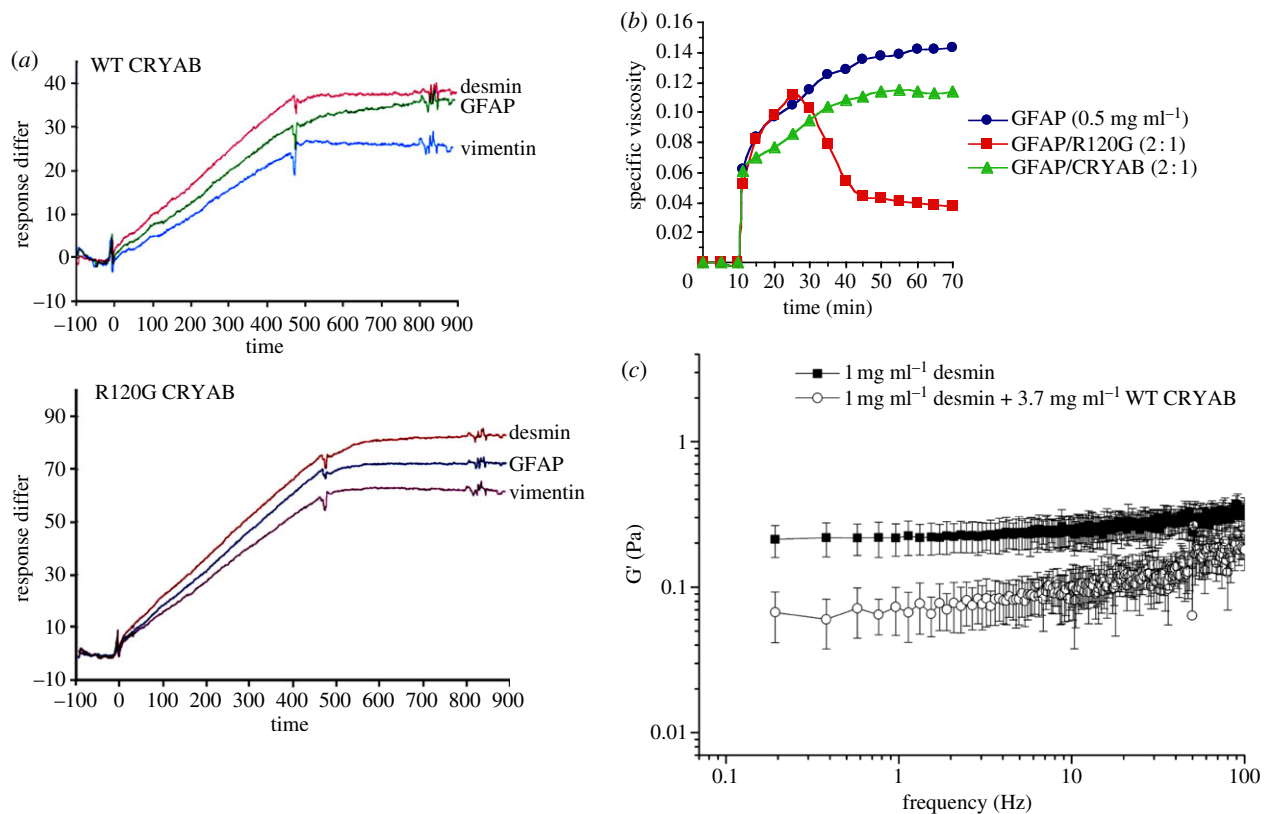 (a)
WT CRYAB
40
30
20
10
0
–10
response differ
desmin
GFAP
vimentin
–100 0 100 200 300 400 500 600 700 800 900
time
R120G CRYAB
90
70
50
30
10
–10
response differ
desmin
GFAP
vimentin
–100 0 100 200 300 400 500 600 700 800 900
time
(b)
0.16
0.14
0.12
0.10
0.08
0.06
0.04
0.02
specific viscosity
0 10 20 30 40 50 60 70
time (min)
GFAP (0.5 mg ml⁻¹)
GFAP/R120G (2:1)
GFAP/CRYAB (2:1)
(c)
1 mg ml⁻¹ desmin
1 mg ml⁻¹ desmin + 3.7 mg ml⁻¹ WT CRYAB
1
0.1
0.01
G' (Pa)
0.1 1 10 100
frequency (Hz)